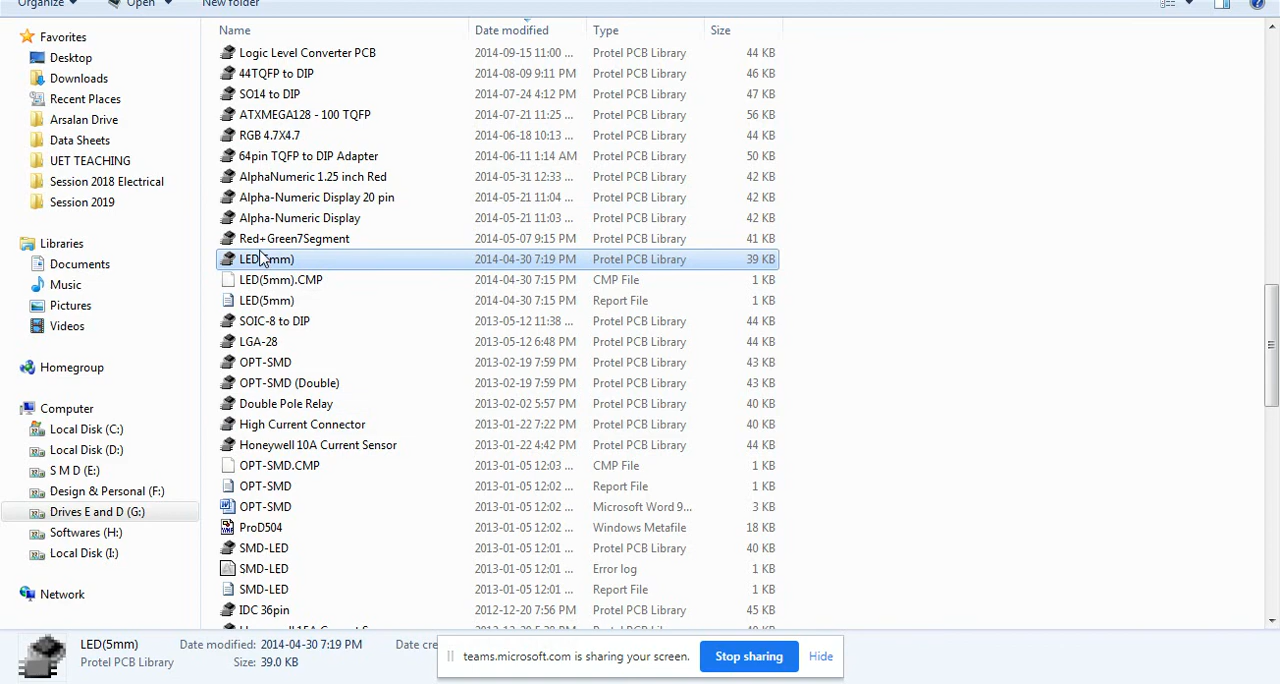 Organize Open New folder
Name Date modified Type Size
Favorites
Desktop
Downloads
Recent Places
Arsalan Drive
Data Sheets
UET TEACHING
Session 2018 Electrical
Session 2019
Libraries
Documents
Music
Pictures
Videos
Homegroup
Computer
Local Disk (C:)
Local Disk (D:)
S M D (E:)
Design & Personal (F:)
Drives E and D (G:)
Softwares (H:)
Local Disk (I:)
Network
Logic Level Converter PCB 2014-09-15 11:00 ... Protel PCB Library 44 KB
44TQFP to DIP 2014-08-09 9:11 PM Protel PCB Library 46 KB
SO14 to DIP 2014-07-24 4:12 PM Protel PCB Library 47 KB
ATXMEGA128 - 100 TQFP 2014-07-21 11:25 ... Protel PCB Library 56 KB
RGB 4.7X4.7 2014-06-18 10:13 ... Protel PCB Library 44 KB
64pin TQFP to DIP Adapter 2014-06-11 1:14 AM Protel PCB Library 50 KB
AlphaNumeric 1.25 inch Red 2014-05-31 12:33 ... Protel PCB Library 42 KB
Alpha-Numeric Display 20 pin 2014-05-21 11:04 ... Protel PCB Library 42 KB
Alpha-Numeric Display 2014-05-21 11:03 ... Protel PCB Library 42 KB
Red+Green7Segment 2014-05-07 9:15 PM Protel PCB Library 41 KB
LED(5mm) 2014-04-30 7:19 PM Protel PCB Library 39 KB
LED(5mm).CMP 2014-04-30 7:15 PM CMP File 1 KB
LED(5mm) 2014-04-30 7:15 PM Report File 1 KB
SOIC-8 to DIP 2013-05-12 11:38 ... Protel PCB Library 44 KB
LGA-28 2013-05-12 6:48 PM Protel PCB Library 44 KB
OPT-SMD 2013-02-19 7:59 PM Protel PCB Library 43 KB
OPT-SMD (Double) 2013-02-19 7:59 PM Protel PCB Library 43 KB
Double Pole Relay 2013-02-02 5:57 PM Protel PCB Library 40 KB
High Current Connector 2013-01-22 7:22 PM Protel PCB Library 40 KB
Honeywell 10A Current Sensor 2013-01-22 4:42 PM Protel PCB Library 44 KB
OPT-SMD.CMP 2013-01-05 12:03 ... CMP File 1 KB
OPT-SMD 2013-01-05 12:02 ... Report File 1 KB
OPT-SMD 2013-01-05 12:02 ... Microsoft Word 9... 3 KB
ProD504 2013-01-05 12:02 ... Windows Metafile 18 KB
SMD-LED 2013-01-05 12:01 ... Protel PCB Library 40 KB
SMD-LED 2013-01-05 12:01 ... Error log 1 KB
SMD-LED 2013-01-05 12:01 ... Report File 1 KB
IDC 36pin 2012-12-20 7:56 PM Protel PCB Library 45 KB
LED(5mm) Date modified: 2014-04-30 7:19 PM Date cre
Protel PCB Library Size: 39.0 KB
teams.microsoft.com is sharing your screen. Stop sharing Hide